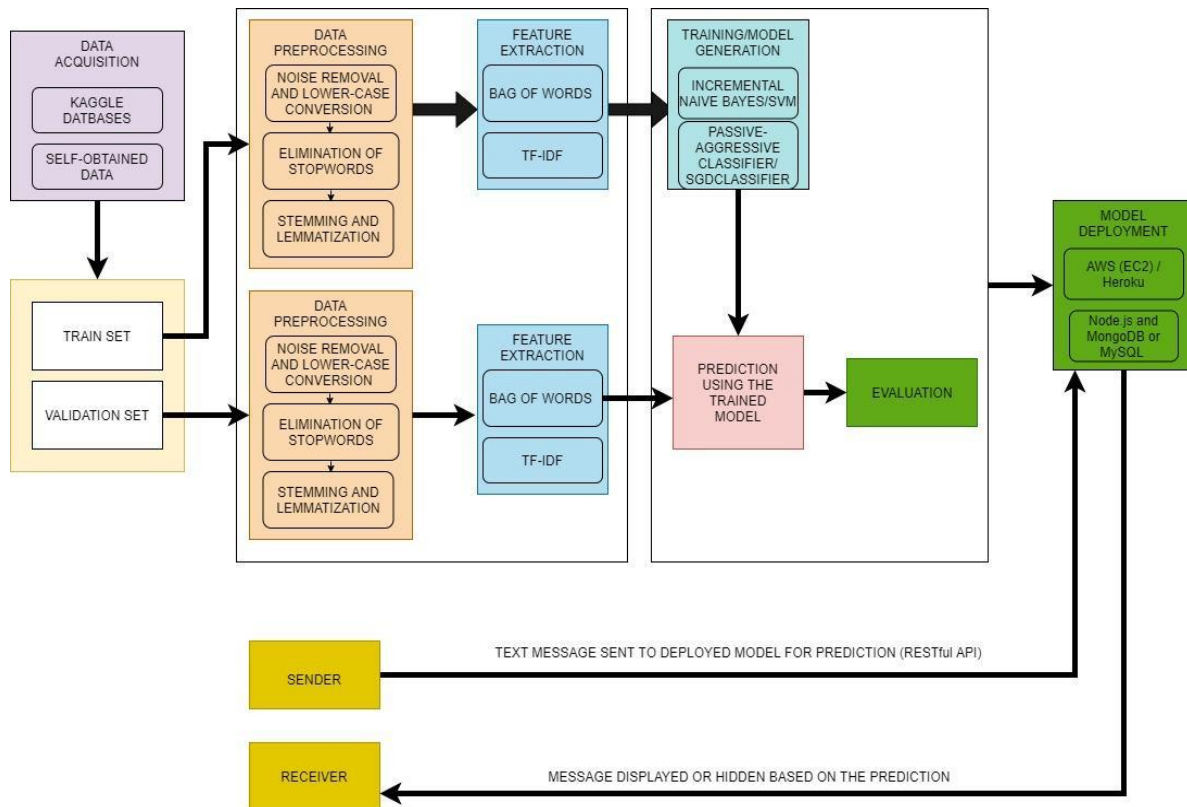 DATA
ACQUISITION
KAGGLE
DATBASES
SELF-OBTAINED
DATA
TRAIN SET
VALIDATION SET
DATA
PREPROCESSING
NOISE REMOVAL
AND LOWER-CASE
CONVERSION
ELIMINATION OF
STOPWORDS
STEMMING AND
LEMMATIZATION
FEATURE
EXTRACTION
BAG OF WORDS
TF-IDF
DATA
PREPROCESSING
NOISE REMOVAL
AND LOWER-CASE
CONVERSION
ELIMINATION OF
STOPWORDS
STEMMING AND
LEMMATIZATION
FEATURE
EXTRACTION
BAG OF WORDS
TF-IDF
TRAINING/MODEL
GENERATION
INCREMENTAL
NAIVE BAYES/SVM
PASSIVE-
AGGRESSIVE
CLASSIFIER/
SGDCLASSIFIER
PREDICTION
USING THE
TRAINED
MODEL
EVALUATION
MODEL
DEPLOYMENT
AWS (EC2) /
Heroku
Node.js and
MongoDB or
MySQL
SENDER
TEXT MESSAGE SENT TO DEPLOYED MODEL FOR PREDICTION (RESTful API)
RECEIVER
MESSAGE DISPLAYED OR HIDDEN BASED ON THE PREDICTION